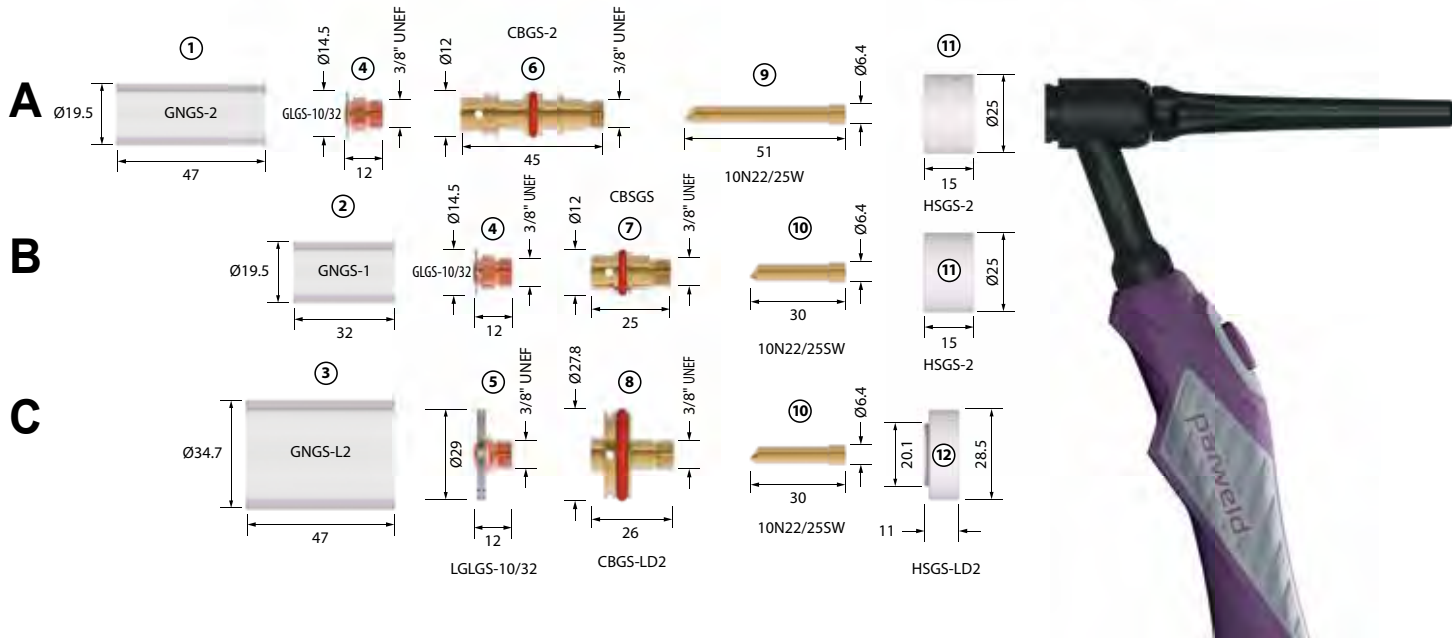 A
1
Ø19.5
GNGS-2
47
Ø14.5
4
3/8" UNEF
GLGS-10/32
12
CBGS-2
Ø12
6
3/8" UNEF
45
9
Ø6.4
51
10N22/25W
11
Ø25
15
HSGS-2
B
2
Ø19.5
GNGS-1
32
Ø14.5
4
3/8" UNEF
GLGS-10/32
12
CBSGS
Ø12
7
3/8" UNEF
25
10
Ø6.4
30
10N22/25SW
11
Ø25
15
HSGS-2
C
3
Ø34.7
GNGS-L2
47
5
3/8" UNEF
Ø29
12
LGLGS-10/32
Ø27.8
8
3/8" UNEF
26
CBGS-LD2
10
Ø6.4
30
10N22/25SW
20.1
12
28.5
11
HSGS-LD2
parweld